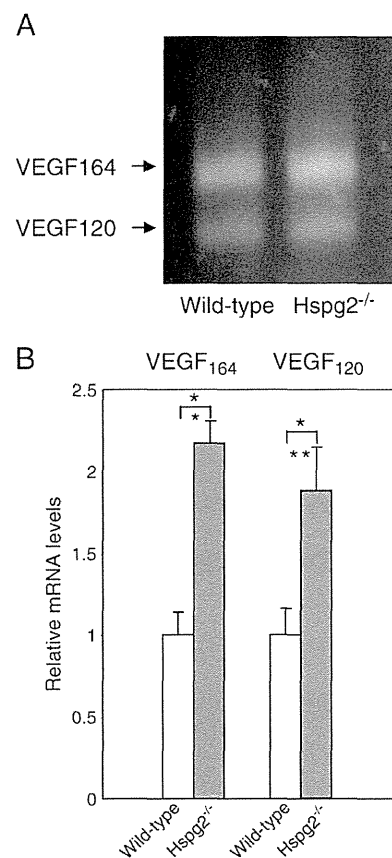 A
VEGF164 →
VEGF120 →
Wild-type Hspg2-/-
B
VEGF164 VEGF120
Relative mRNA levels
2.5
2
1.5
1
0.5
0
*
*
*
**
Wild-type
Hspg2-/-
Wild-type
Hspg2-/-